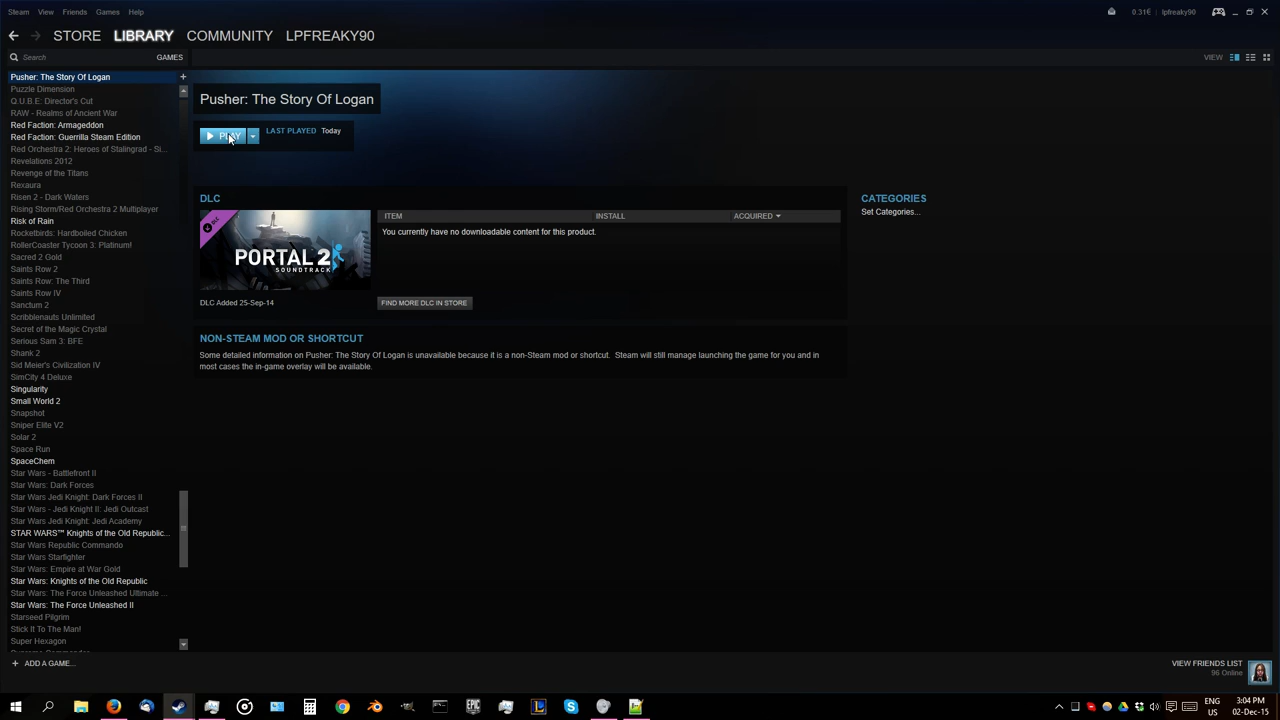 Steam View Friends Games Help
0.31€ lpfreaky90
STORE LIBRARY COMMUNITY LPFREAKY90
Search GAMES
VIEW
Pusher: The Story Of Logan
Puzzle Dimension
Q.U.B.E: Director's Cut
RAW - Realms of Ancient War
Red Faction: Armageddon
Red Faction: Guerrilla Steam Edition
Red Orchestra 2: Heroes of Stalingrad - Si...
Revelations 2012
Revenge of the Titans
Rexaura
Risen 2 - Dark Waters
Rising Storm/Red Orchestra 2 Multiplayer
Risk of Rain
Rocketbirds: Hardboiled Chicken
RollerCoaster Tycoon 3: Platinum!
Sacred 2 Gold
Saints Row 2
Saints Row: The Third
Saints Row IV
Sanctum 2
Scribblenauts Unlimited
Secret of the Magic Crystal
Serious Sam 3: BFE
Shank 2
Sid Meier's Civilization IV
SimCity 4 Deluxe
Singularity
Small World 2
Snapshot
Sniper Elite V2
Solar 2
Space Run
SpaceChem
Star Wars - Battlefront II
Star Wars: Dark Forces
Star Wars Jedi Knight: Dark Forces II
Star Wars - Jedi Knight II: Jedi Outcast
Star Wars Jedi Knight: Jedi Academy
STAR WARS™ Knights of the Old Republic...
Star Wars Republic Commando
Star Wars Starfighter
Star Wars: Empire at War Gold
Star Wars: Knights of the Old Republic
Star Wars: The Force Unleashed Ultimate ...
Star Wars: The Force Unleashed II
Starseed Pilgrim
Stick It To The Man!
Super Hexagon
Pusher: The Story Of Logan
PLAY
LAST PLAYED Today
DLC
PORTAL 2
SOUNDTRACK
DLC Added 25-Sep-14
ITEM INSTALL ACQUIRED
You currently have no downloadable content for this product.
FIND MORE DLC IN STORE
CATEGORIES
Set Categories...
NON-STEAM MOD OR SHORTCUT
Some detailed information on Pusher: The Story Of Logan is unavailable because it is a non-Steam mod or shortcut. Steam will still manage launching the game for you and in
most cases the in-game overlay will be available.
+ ADD A GAME...
VIEW FRIENDS LIST
96 Online
ENG
US
3:04 PM
02-Dec-15